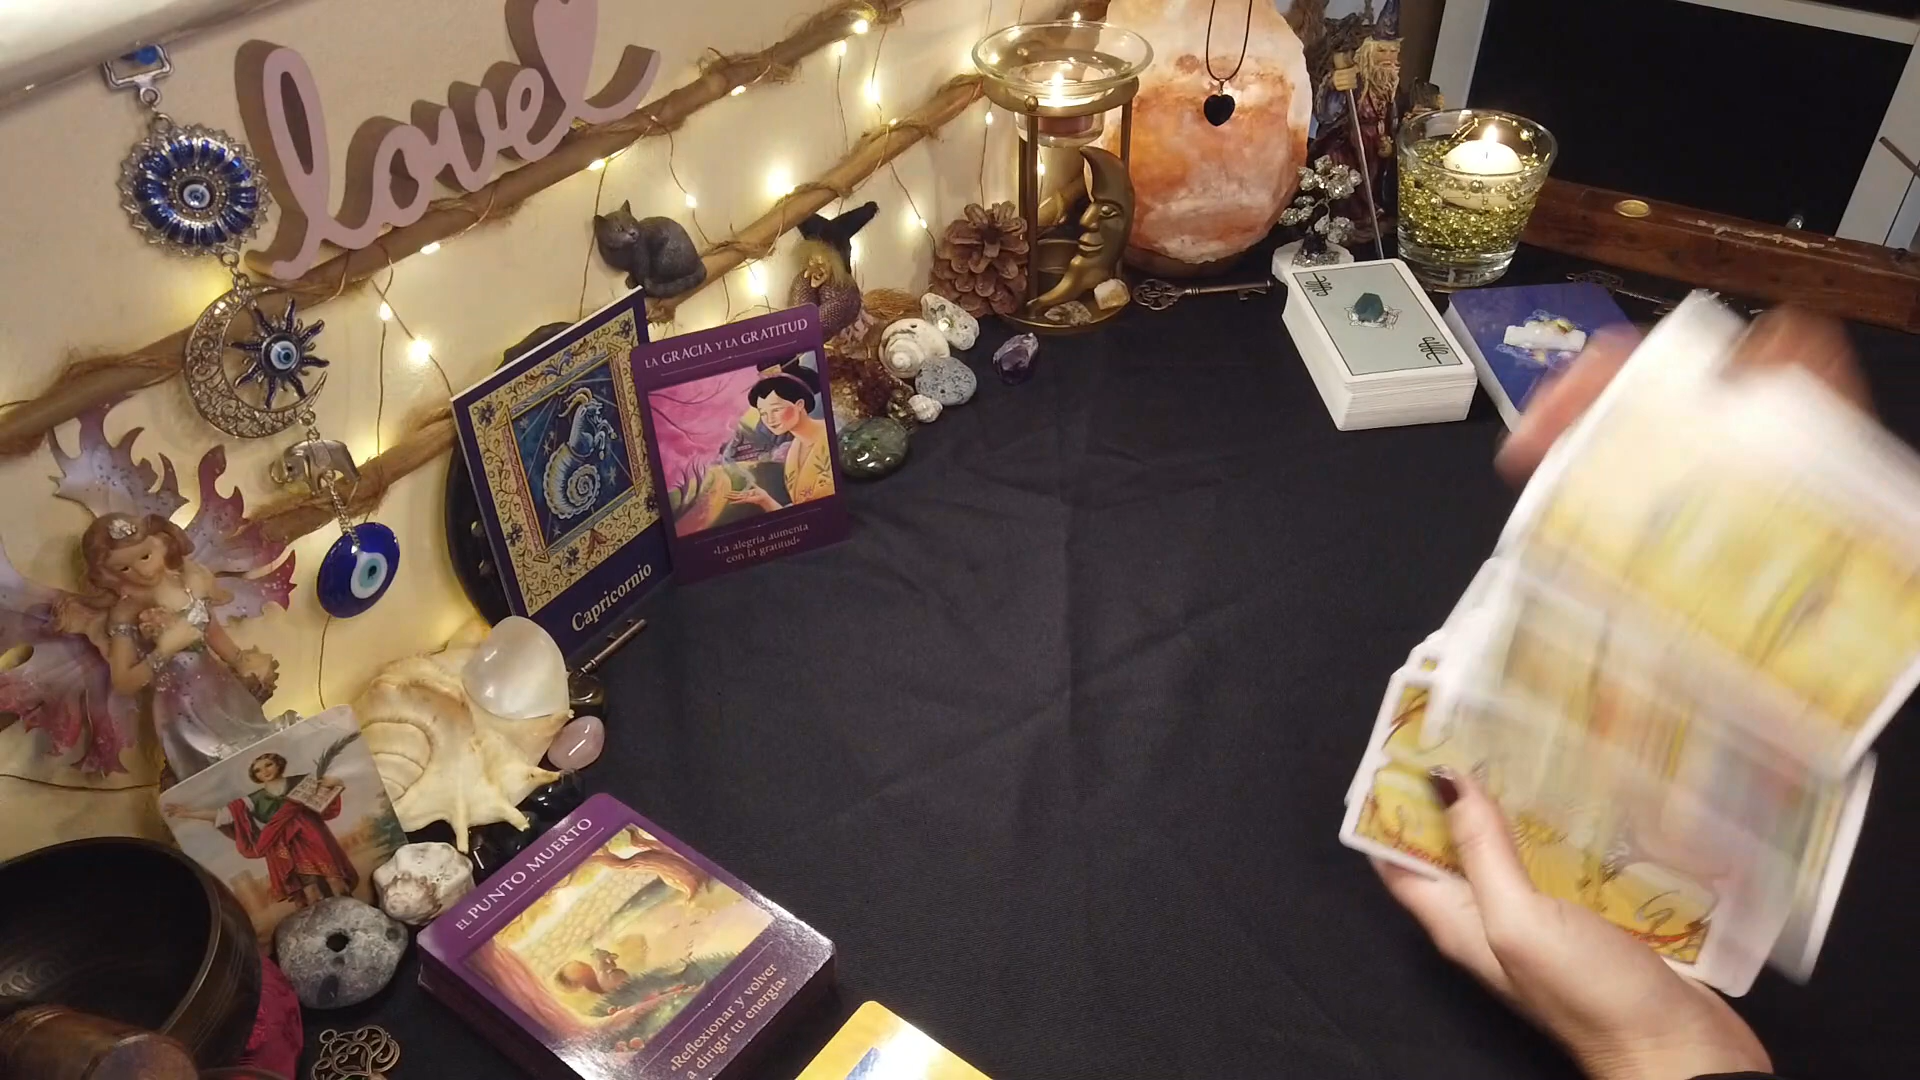 love
LA GRACIA Y LA GRATITUD
«La alegría aumenta
con la gratitud»
Capricornio
EL PUNTO MUERTO
«Reflexionar y volver
a dirigir tu energía»